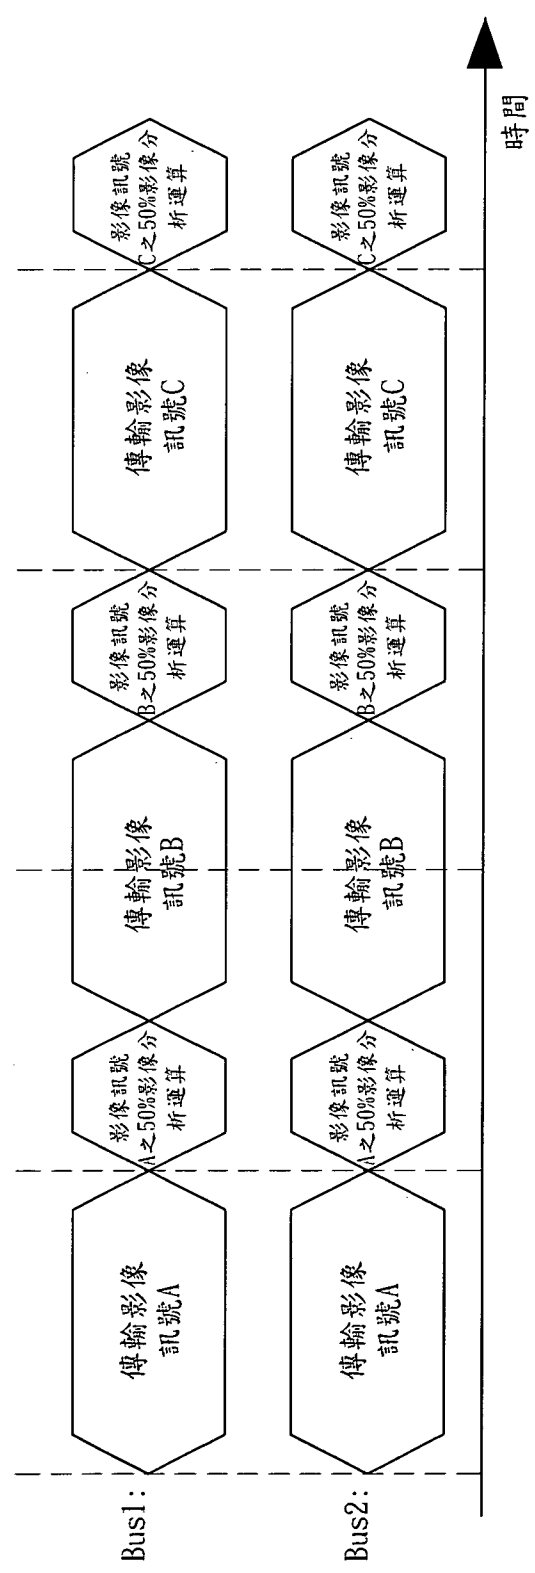 Bus1:
傳輸影像
訊號A
影像訊號
A之50%影像分
析運算
傳輸影像
訊號B
影像訊號
B之50%影像分
析運算
傳輸影像
訊號C
影像訊號
C之50%影像分
析運算
Bus2:
傳輸影像
訊號A
影像訊號
A之50%影像分
析運算
傳輸影像
訊號B
影像訊號
B之50%影像分
析運算
傳輸影像
訊號C
影像訊號
C之50%影像分
析運算
時間